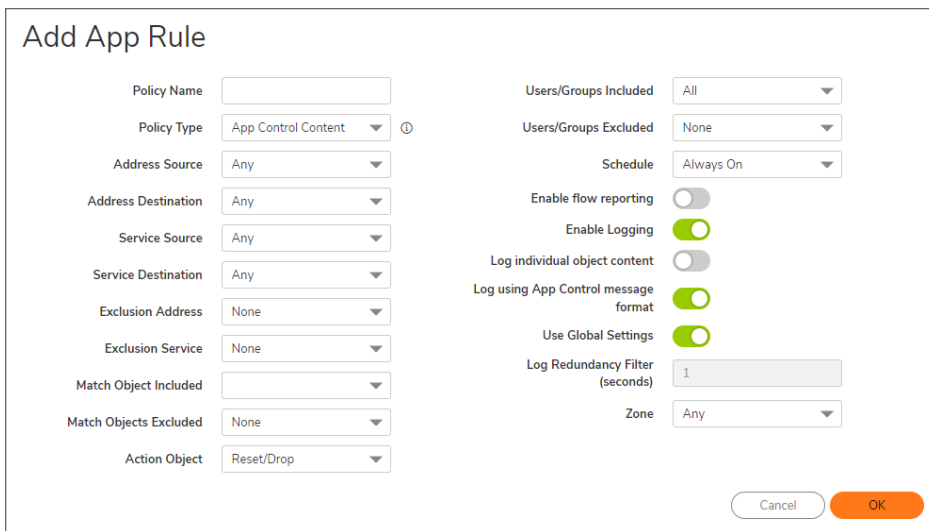 Add App Rule
Policy Name
Policy Type App Control Content
Address Source Any
Address Destination Any
Service Source Any
Service Destination Any
Exclusion Address None
Exclusion Service None
Match Object Included
Match Objects Excluded None
Action Object Reset/Drop
Users/Groups Included All
Users/Groups Excluded None
Schedule Always On
Enable flow reporting
Enable Logging
Log individual object content
Log using App Control message
format
Use Global Settings
Log Redundancy Filter
(seconds) 1
Zone Any
Cancel OK